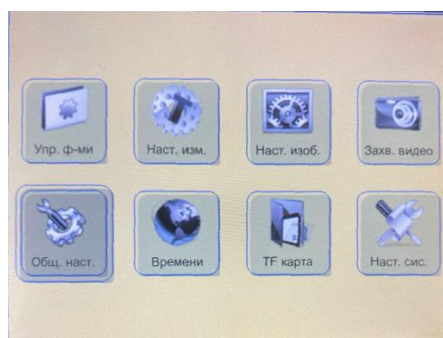 Упр. ф-ми
Наст. изм.
Наст. изоб.
Захв. видео
Общ. наст.
Времени
TF карта
Наст. сис.